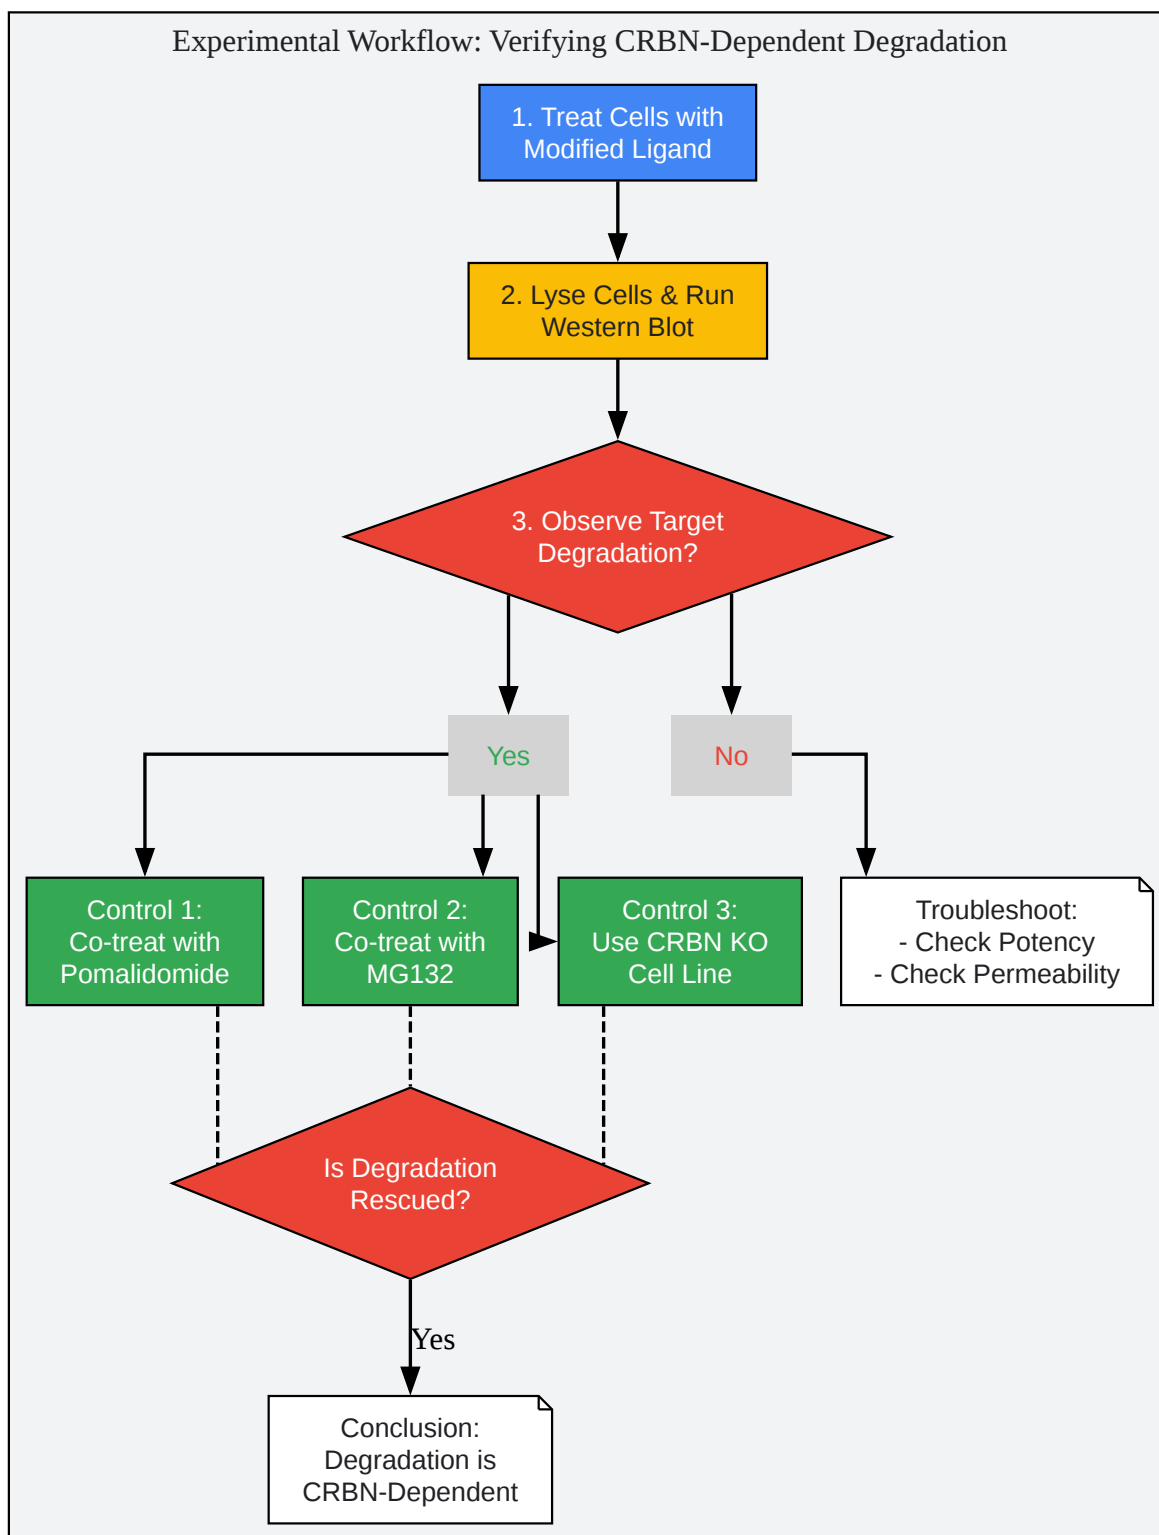 Experimental Workflow: Verifying CRBN-Dependent Degradation
1. Treat Cells with
Modified Ligand
2. Lyse Cells & Run
Western Blot
3. Observe Target
Degradation?
Yes
No
Control 1:
Co-treat with
Pomalidomide
Control 2:
Co-treat with
MG132
Control 3:
Use CRBN KO
Cell Line
Troubleshoot:
- Check Potency
- Check Permeability
Is Degradation
Rescued?
Yes
Conclusion:
Degradation is
CRBN-Dependent